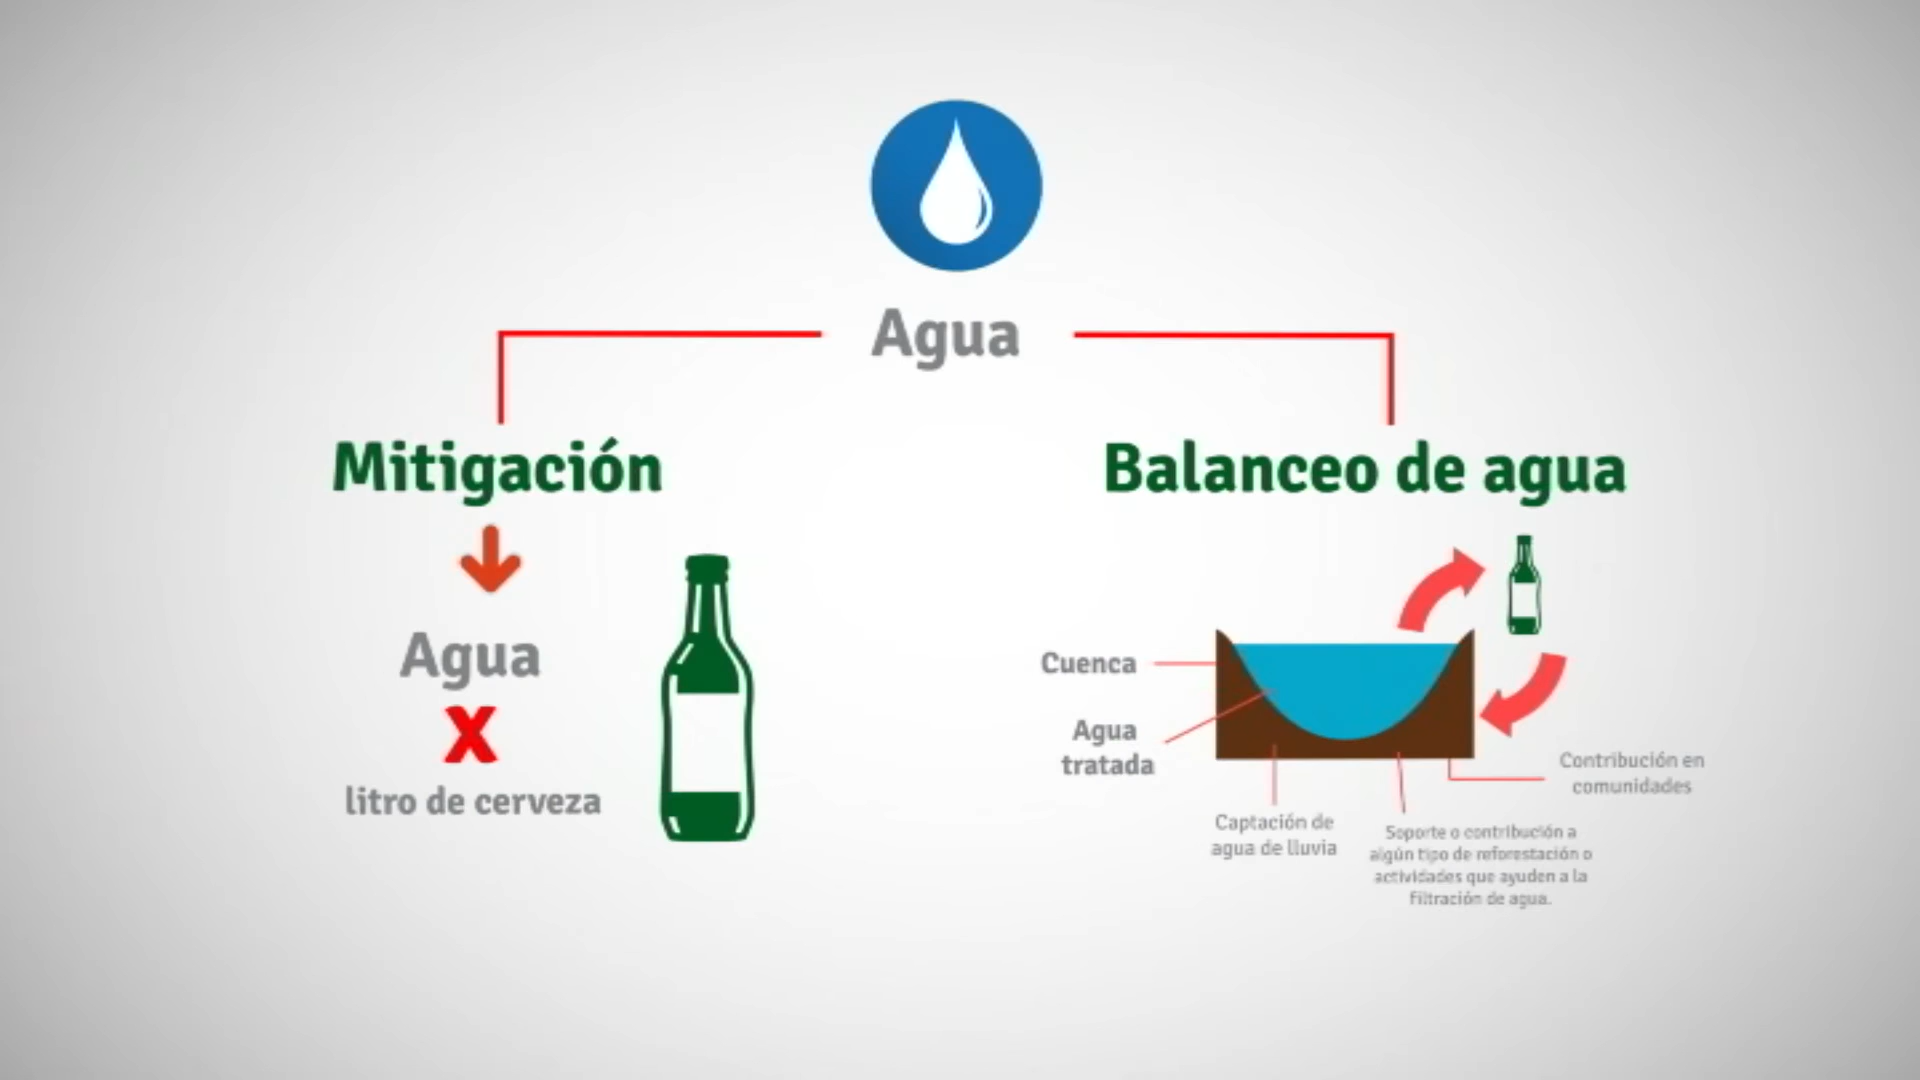 Agua
Mitigación
Agua
X
litro de cerveza
Balanceo de agua
Cuenca
Agua
tratada
Captación de
agua de lluvia
Soporte o contribución a
algún tipo de reforestación o
actividades que ayuden a la
filtración de agua.
Contribución en
comunidades